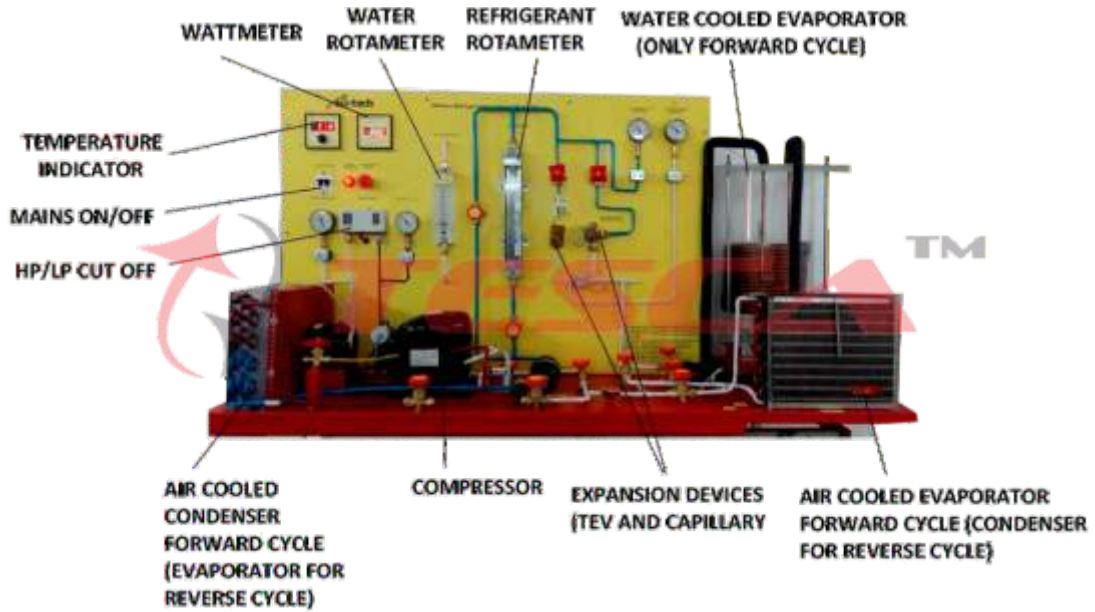 WATTMETER
WATER
ROTAMETER
REFRIGERANT
ROTAMETER
WATER COOLED EVAPORATOR
(ONLY FORWARD CYCLE)
TEMPERATURE
INDICATOR
MAINS ON/OFF
HP/LP CUT OFF
TESCA
TM
AIR COOLED
CONDENSER
FORWARD CYCLE
(EVAPORATOR FOR
REVERSE CYCLE)
COMPRESSOR
EXPANSION DEVICES
(TEV AND CAPILLARY
AIR COOLED EVAPORATOR
FORWARD CYCLE (CONDENSER
FOR REVERSE CYCLE)